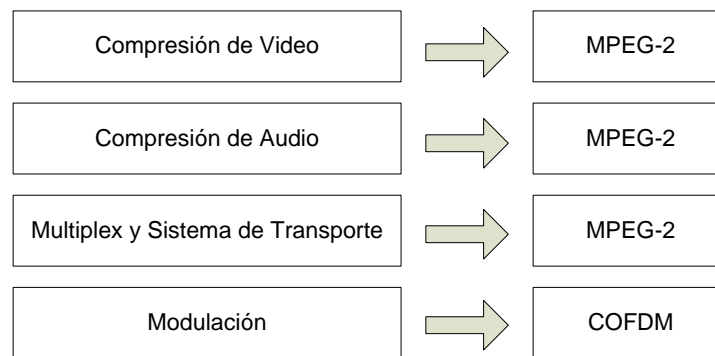 Compresión de Video
MPEG-2
Compresión de Audio
MPEG-2
Multiplex y Sistema de Transporte
MPEG-2
Modulación
COFDM